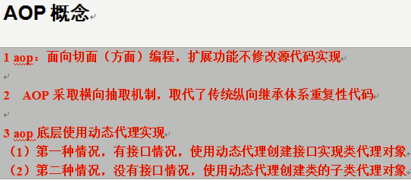 AOP 概念
1 aop：面向切面（方面）编程，扩展功能不修改源代码实现
2 AOP 采取横向抽取机制，取代了传统纵向继承体系重复性代码
3 aop 底层使用动态代理实现
（1）第一种情况，有接口情况，使用动态代理创建接口实现类代理对象
（2）第二种情况，没有接口情况，使用动态代理创建类的子类代理对象